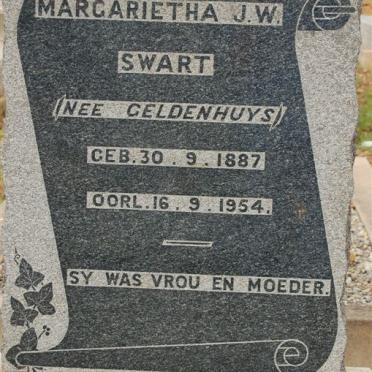 MARGARIETHA J.W.
SWART
(NEE GELDENHUYS)
GEB. 30 . 9 . 1887
OORL. 16 . 9 . 1954.
SY WAS VROU EN MOEDER.